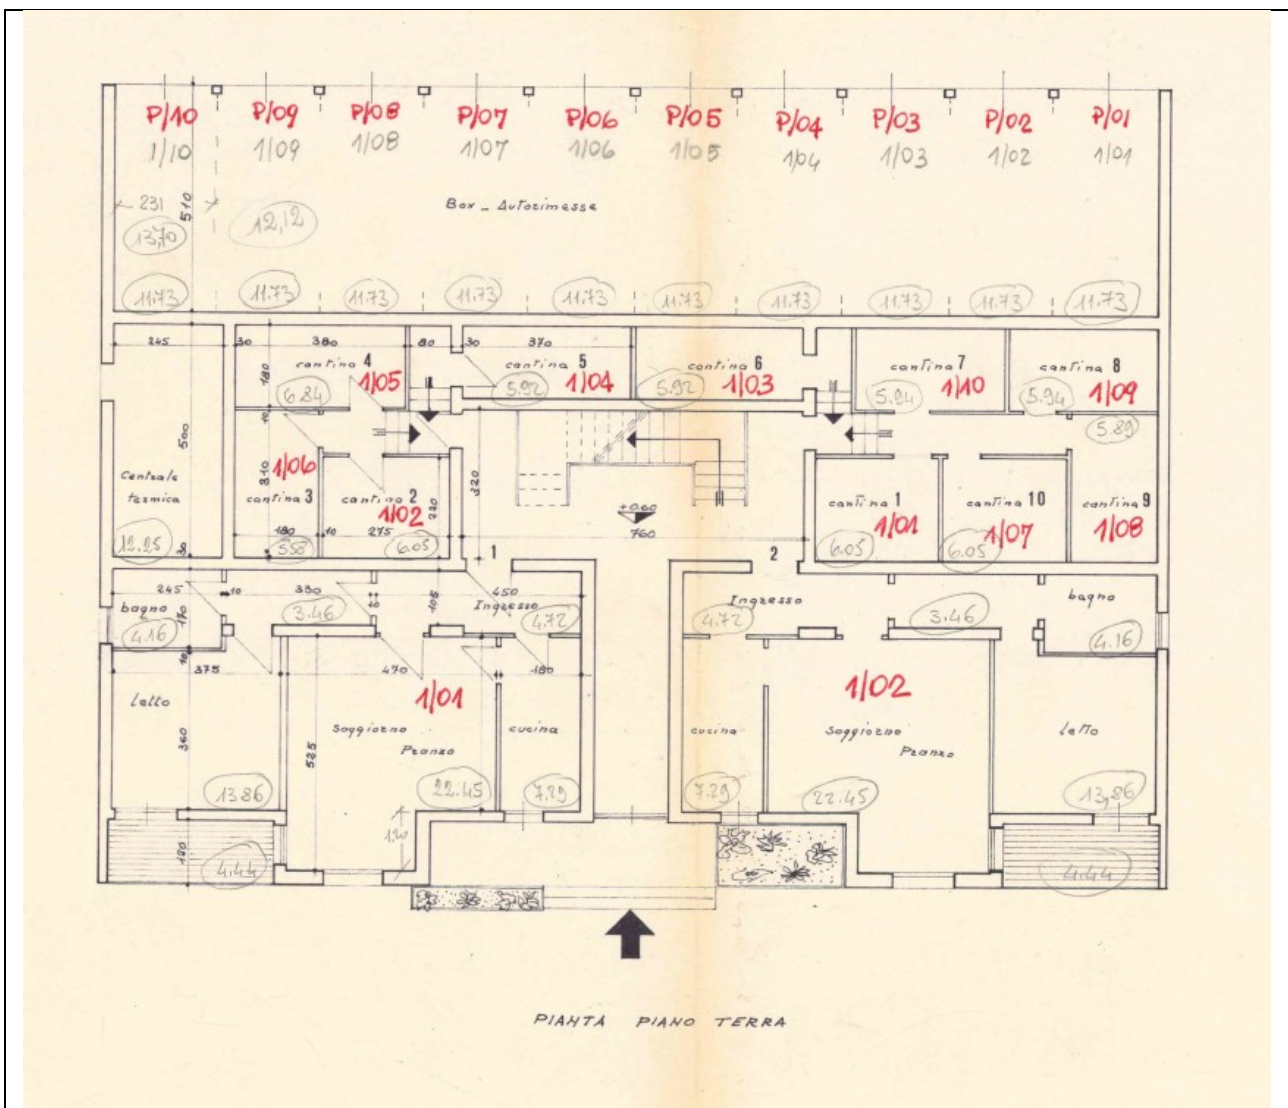 P/10 P/09 P/08 P/07 P/06 P/05 P/04 P/03 P/02 P/01
1/10 1/09 1/08 1/07 1/06 1/05 1/04 1/03 1/02 1/01
231 510 Box - Autorimesse
13,70 12,12
11.73 11.73 11.73 11.73 11.73 11.73 11.73 11.73 11.73 11.73
245 30 380 80 30 370
cantina 4 cantina 5 cantina 6 cantina 7 cantina 8
180 1/05 1/04 1/03 1/10 1/09
6.84 5.92 5.92 5.94 5.94
10 5.89
500 310 320
1/06
Centrale
termica
cantina 3 cantina 2 cantina 1 cantina 10 cantina 9
1/02 220 +0.60 1/01 1/07 1/08
180 10 275 760
12.25 30 5.58 6.05 6.05 6.05
1 2
245 10 330 10 450 105
bagno 170 3.46 Ingresso Ingresso 3.46 bagno
4.16 4.72 4.72 4.16
10 375 470 180
1/01 1/02
Letto 360 525 Soggiorno cucina cucina Soggiorno Letto
Pranzo Pranzo
13.86 22.45 7.29 7.29 22.45 13,86
120 120
4.44 4.44
PIANTA PIANO TERRA